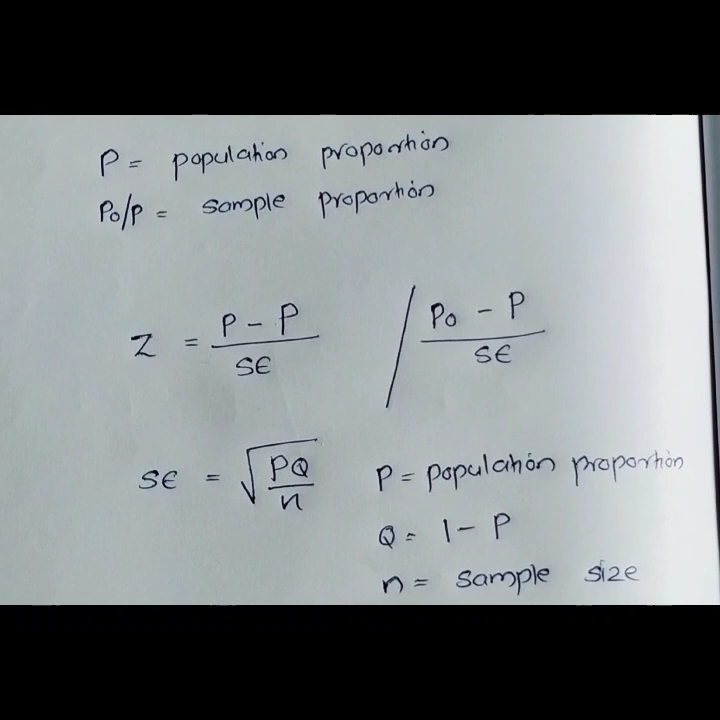 P = population proportion
Po/p = sample proportion
Z = p - P / SE / Po - P / SE
SE = √PQ/n P = population proportion
Q = 1 - P
n = sample size